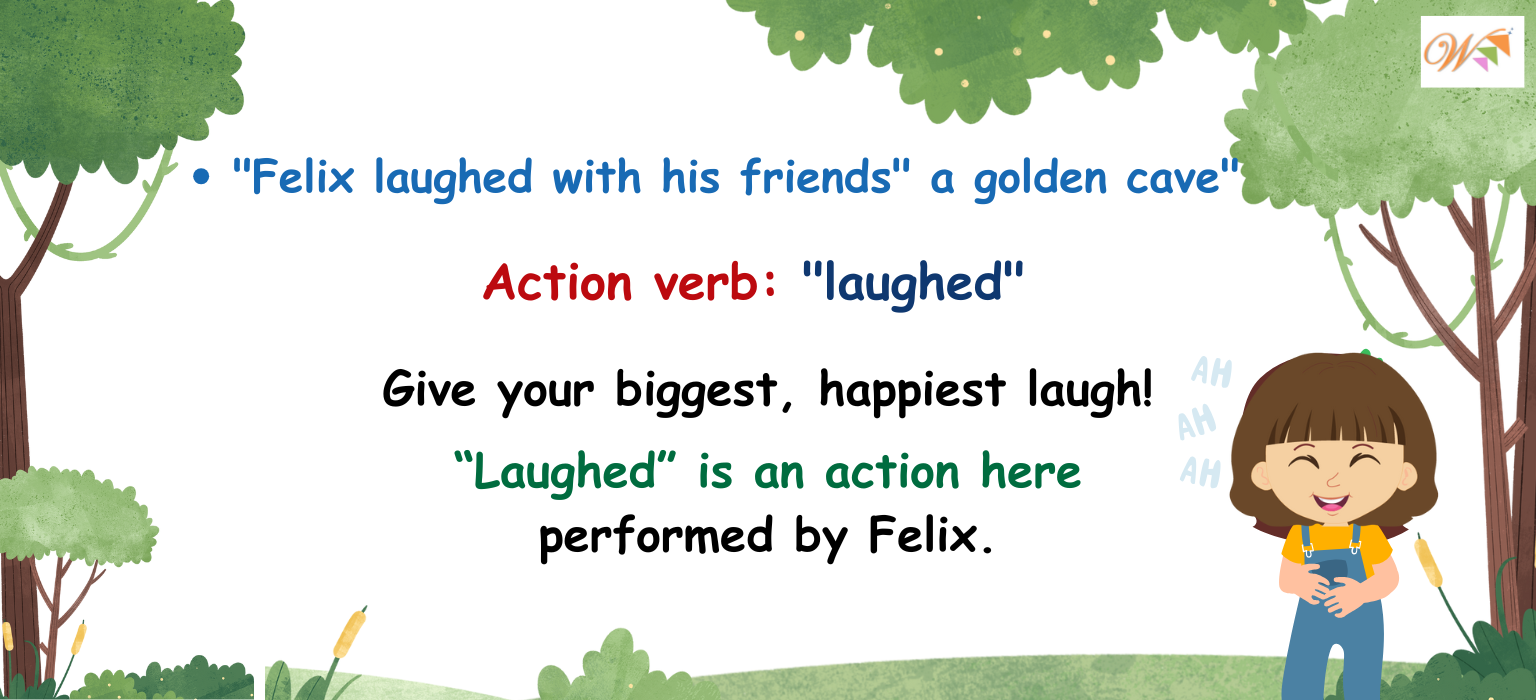 • "Felix laughed with his friends" a golden cave"
Action verb: "laughed"
Give your biggest, happiest laugh!
“Laughed” is an action here
performed by Felix.
AH
AH
AH
W